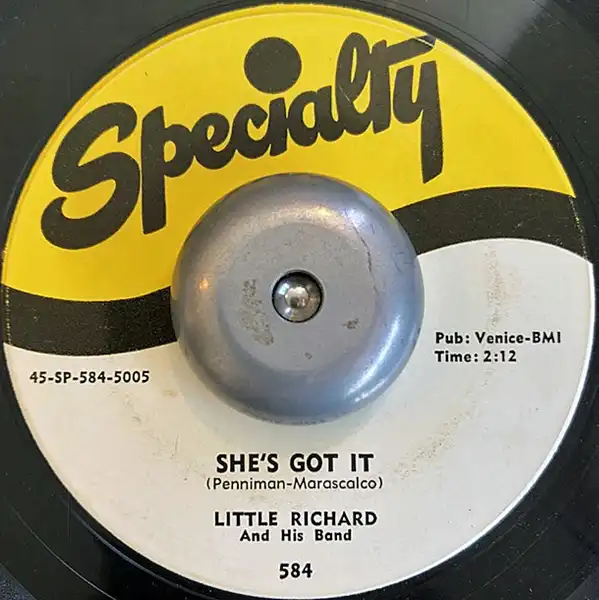 Specialty
Pub: Venice-BMI
Time: 2:12
45-SP-584-5005
SHE'S GOT IT
(Penniman-Marascalco)
LITTLE RICHARD
And His Band
584